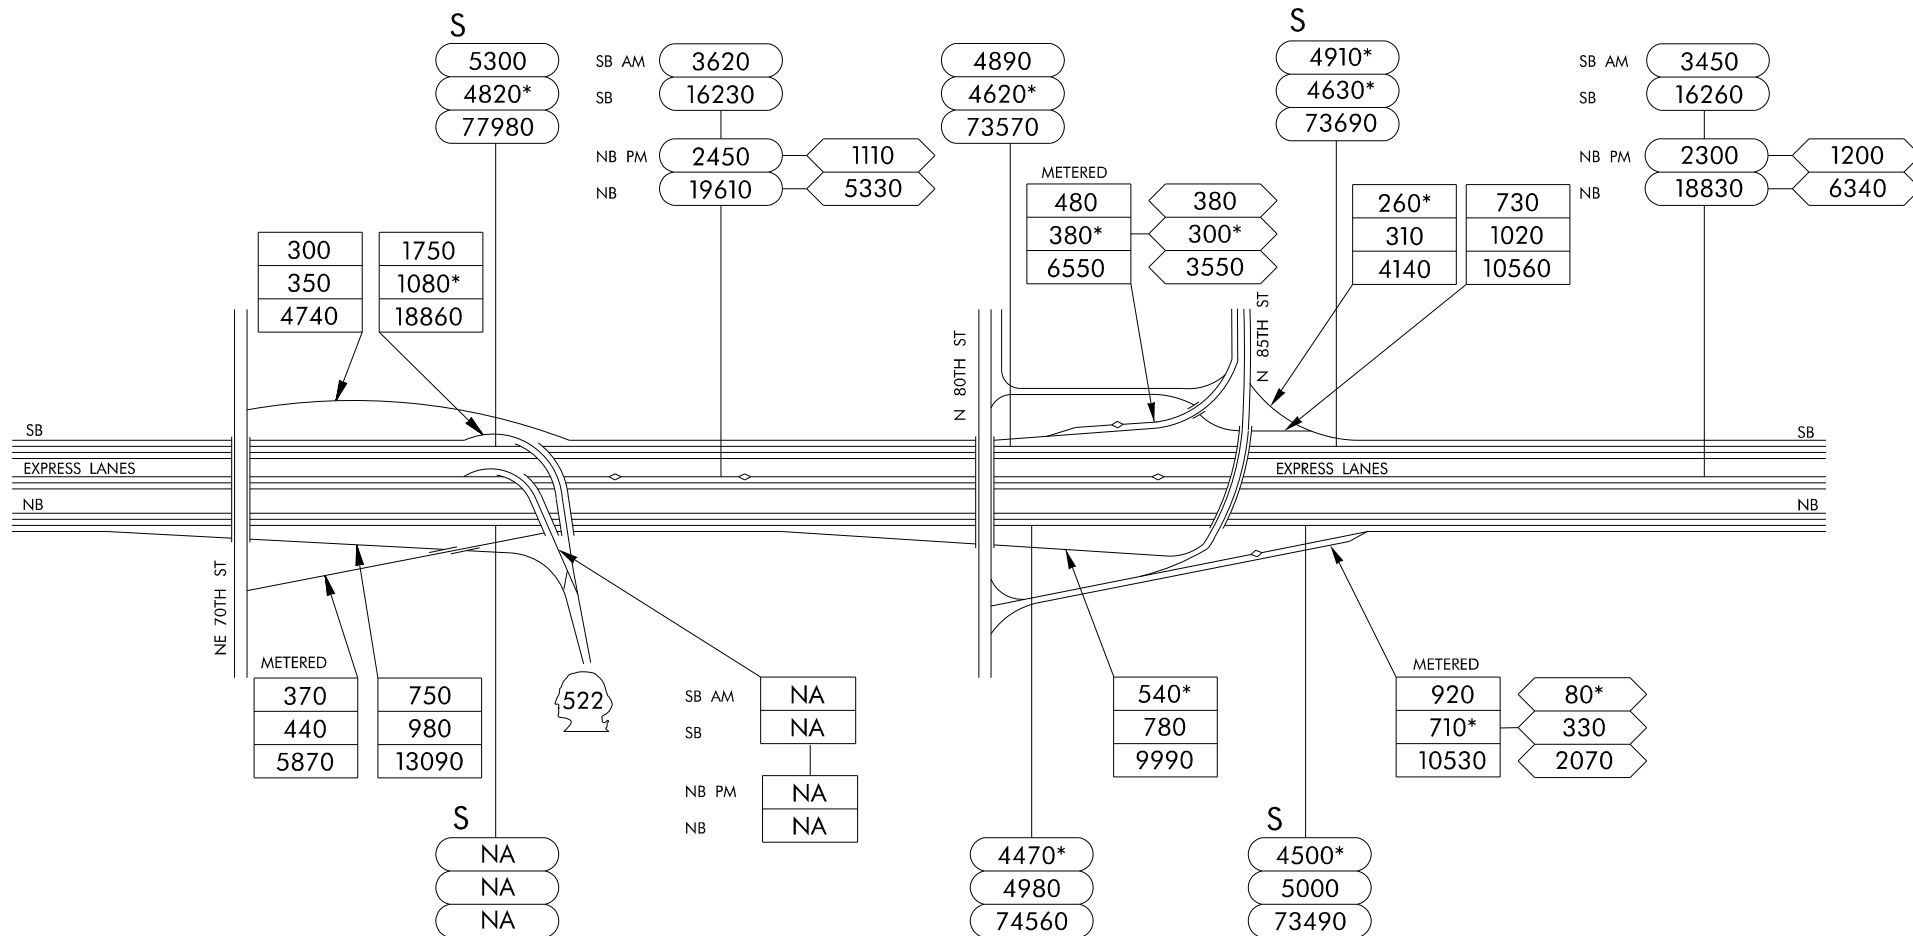 S
5300
4820*
77980
SB AM 3620
SB 16230
NB PM 2450 1110
NB 19610 5330
4890
4620*
73570
S
4910*
4630*
73690
SB AM 3450
SB 16260
NB PM 2300 1200
NB 18830 6340
METERED
480 380
380* 300*
6550 3550
260* 730
310 1020
4140 10560
300 1750
350 1080*
4740 18860
N 80TH ST
N 85TH ST
SB
SB
EXPRESS LANES
EXPRESS LANES
NB
NB
NE 70TH ST
METERED
370 750
440 980
5870 13090
522
SB AM NA
SB NA
NB PM NA
NB NA
540*
780
9990
METERED
920 80*
710* 330
10530 2070
S
NA
NA
NA
4470*
4980
74560
S
4500*
5000
73490